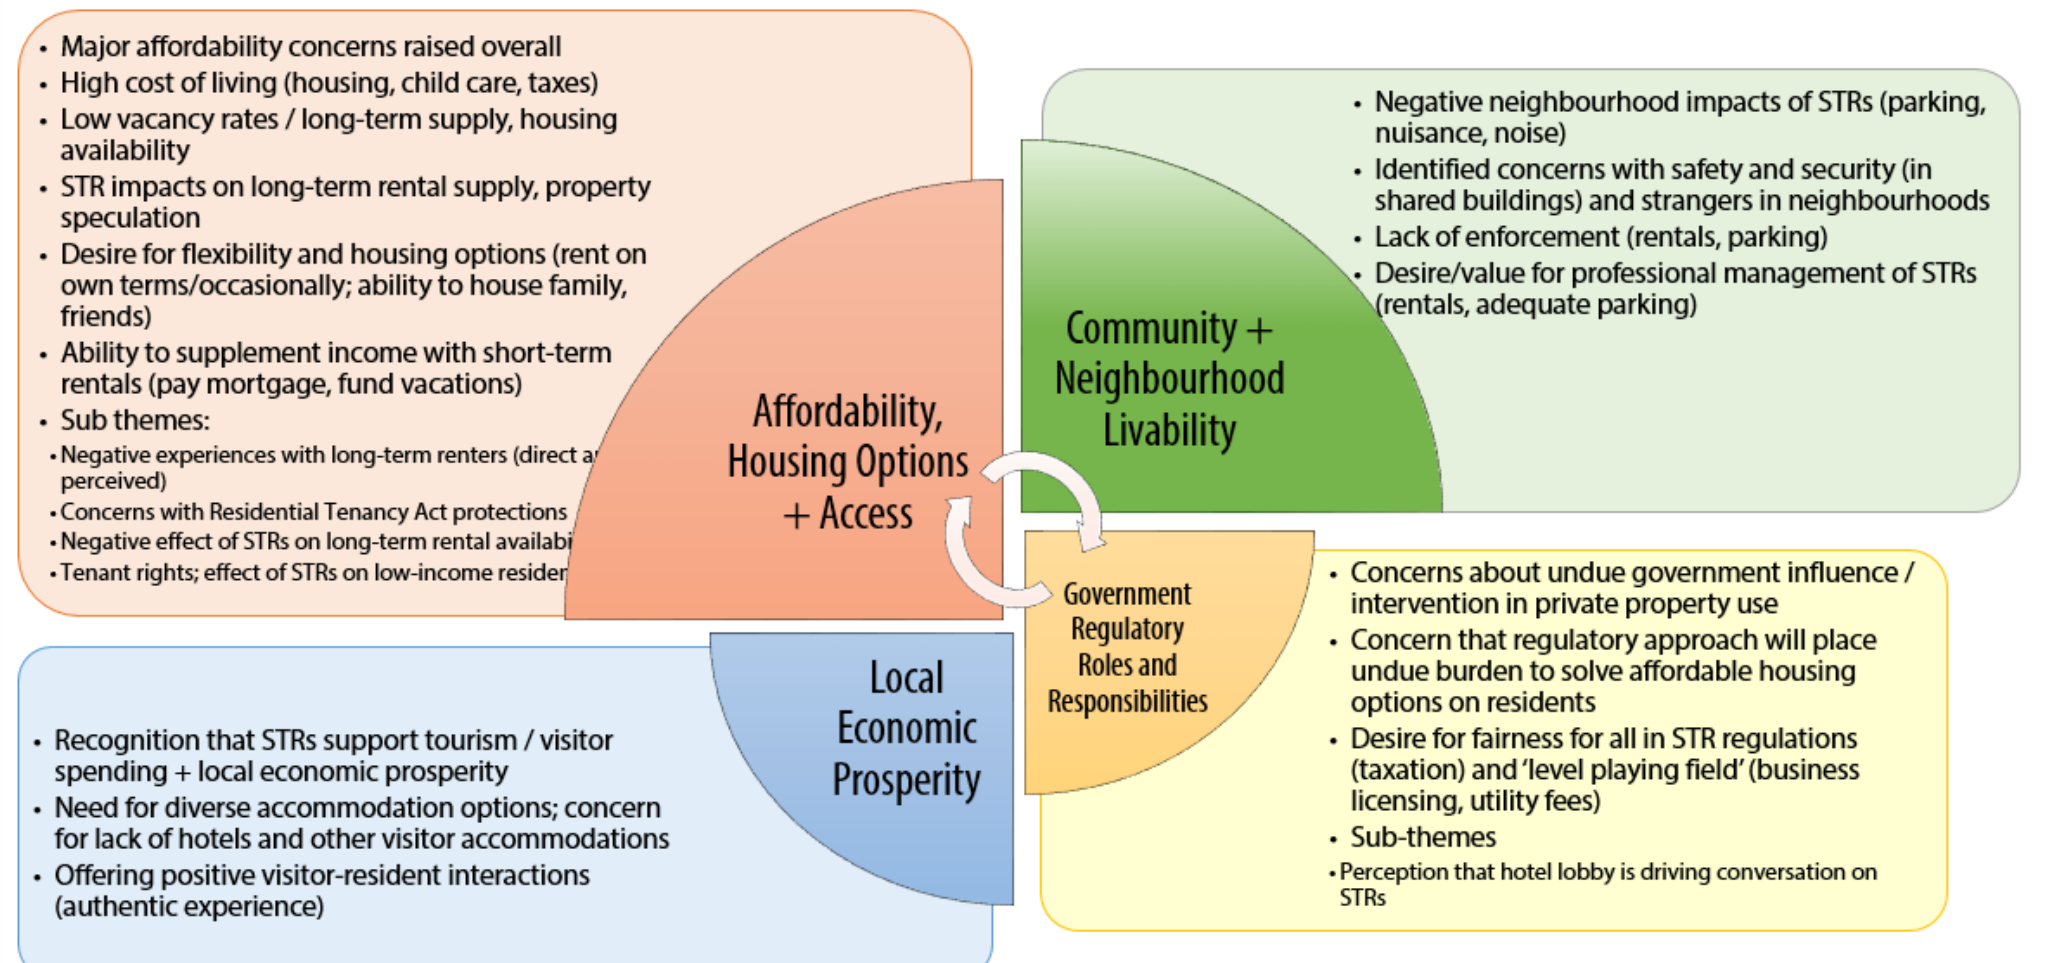 • Major affordability concerns raised overall
• High cost of living (housing, child care, taxes)
• Low vacancy rates / long-term supply, housing
availability
• STR impacts on long-term rental supply, property
speculation
• Desire for flexibility and housing options (rent on
own terms/occasionally; ability to house family,
friends)
• Ability to supplement income with short-term
rentals (pay mortgage, fund vacations)
• Sub themes:
• Negative experiences with long-term renters (direct a
perceived)
• Concerns with Residential Tenancy Act protections
• Negative effect of STRs on long-term rental availabi
• Tenant rights; effect of STRs on low-income residen
Affordability,
Housing Options
+ Access
• Negative neighbourhood impacts of STRs (parking,
nuisance, noise)
• Identified concerns with safety and security (in
shared buildings) and strangers in neighbourhoods
• Lack of enforcement (rentals, parking)
• Desire/value for professional management of STRs
(rentals, adequate parking)
Community +
Neighbourhood
Livability
Local
Economic
Prosperity
• Recognition that STRs support tourism / visitor
spending + local economic prosperity
• Need for diverse accommodation options; concern
for lack of hotels and other visitor accommodations
• Offering positive visitor-resident interactions
(authentic experience)
Government
Regulatory
Roles and
Responsibilities
• Concerns about undue government influence /
intervention in private property use
• Concern that regulatory approach will place
undue burden to solve affordable housing
options on residents
• Desire for fairness for all in STR regulations
(taxation) and ‘level playing field’ (business
licensing, utility fees)
• Sub-themes
• Perception that hotel lobby is driving conversation on
STRs